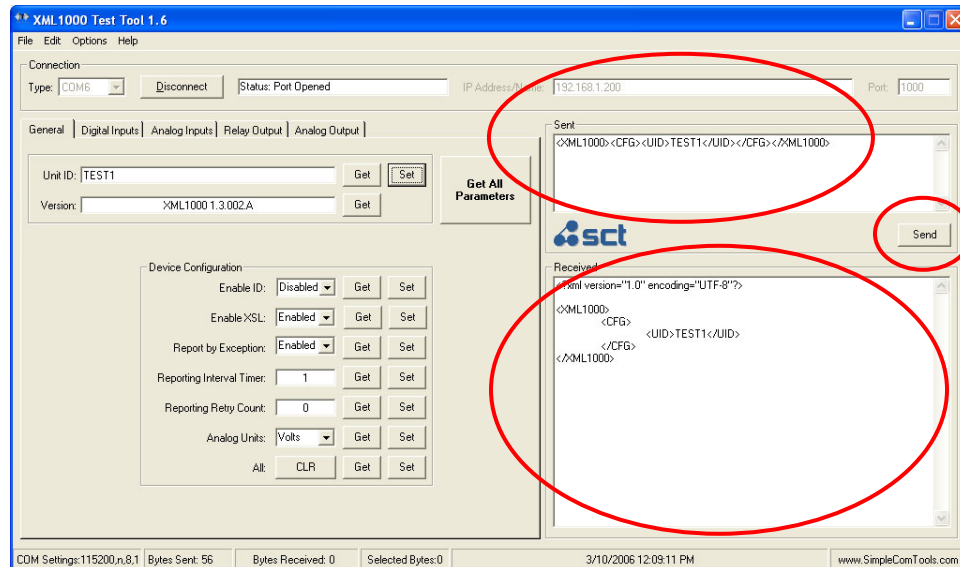 XML1000 Test Tool 1.6
File Edit Options Help
Connection
Type: COM6 Disconnect Status: Port Opened IP Address/Name: 192.168.1.200 Port: 1000
General Digital Inputs Analog Inputs Relay Output Analog Output
Unit ID: TEST1 Get Set
Version: XML1000 1.3.002.A Get
Get All
Parameters
Device Configuration
Enable ID: Disabled Get Set
Enable XSL: Enabled Get Set
Report by Exception: Enabled Get Set
Reporting Interval Timer: 1 Get Set
Reporting Retry Count: 0 Get Set
Analog Units: Volts Get Set
All: CLR Get Set
Sent
<XML1000><CFG><UID>TEST1</UID></CFG></XML1000>
sct Send
Received
<?xml version="1.0" encoding="UTF-8"?>
<XML1000>
<CFG>
<UID>TEST1</UID>
</CFG>
</XML1000>
COM Settings:115200,n,8,1 Bytes Sent: 56 Bytes Received: 0 Selected Bytes:0 3/10/2006 12:09:11 PM www.SimpleComTools.com